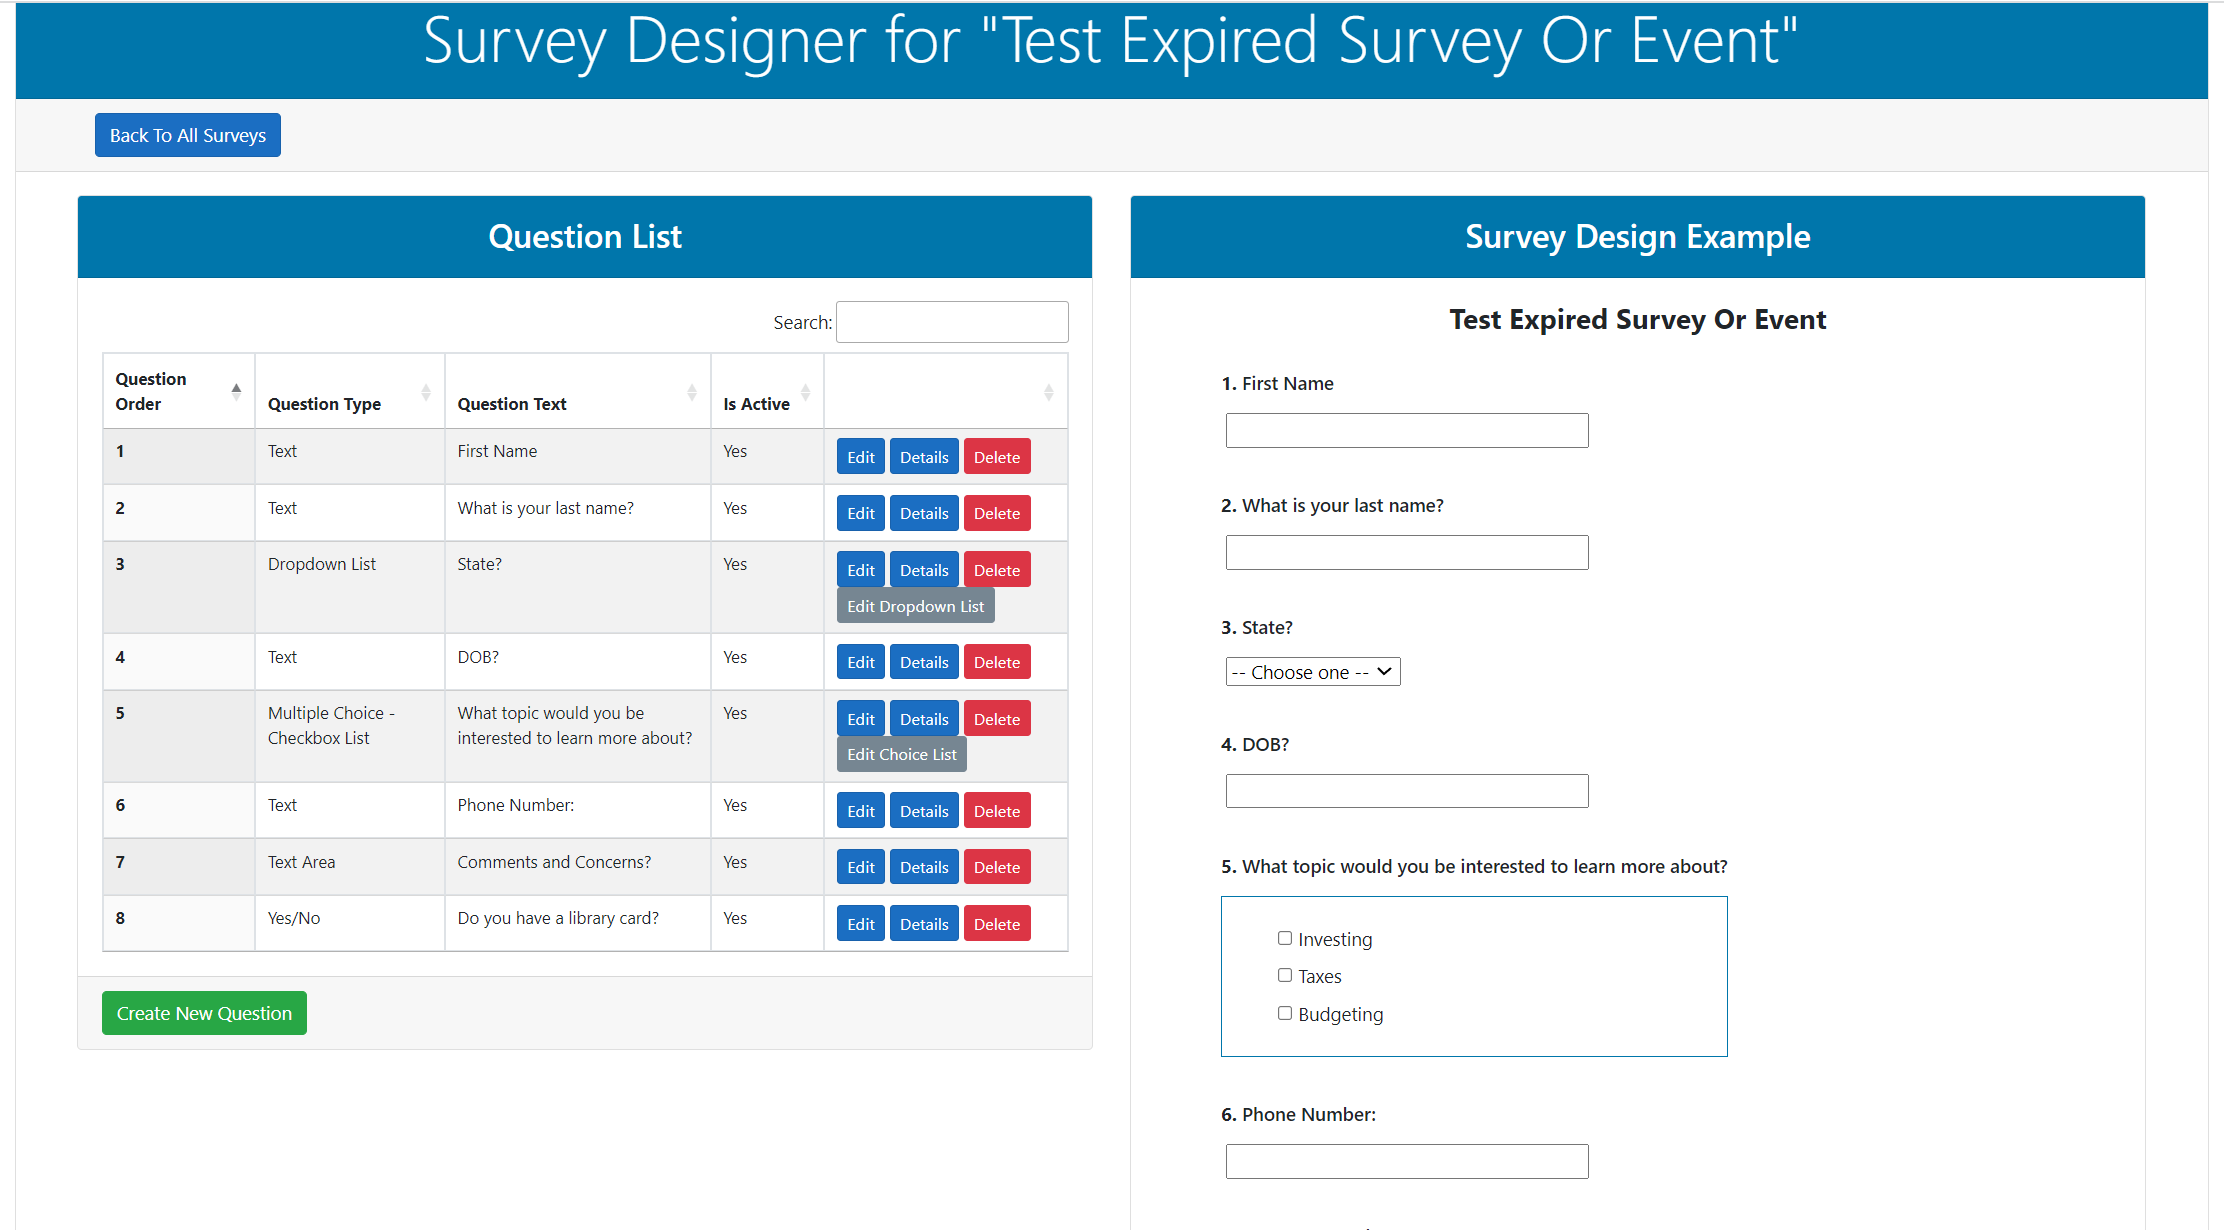 Survey Designer for "Test Expired Survey Or Event"
Back To All Surveys
Question List
Search:
Question Order
Question Type
Question Text
Is Active
1 Text First Name Yes Edit Details Delete
2 Text What is your last name? Yes Edit Details Delete
3 Dropdown List State? Yes Edit Details Delete
Edit Dropdown List
4 Text DOB? Yes Edit Details Delete
5 Multiple Choice - What topic would you be Yes Edit Details Delete
Checkbox List interested to learn more about? Edit Choice List
6 Text Phone Number: Yes Edit Details Delete
7 Text Area Comments and Concerns? Yes Edit Details Delete
8 Yes/No Do you have a library card? Yes Edit Details Delete
Create New Question
Survey Design Example
Test Expired Survey Or Event
1. First Name
2. What is your last name?
3. State?
-- Choose one --
4. DOB?
5. What topic would you be interested to learn more about?
Investing
Taxes
Budgeting
6. Phone Number: